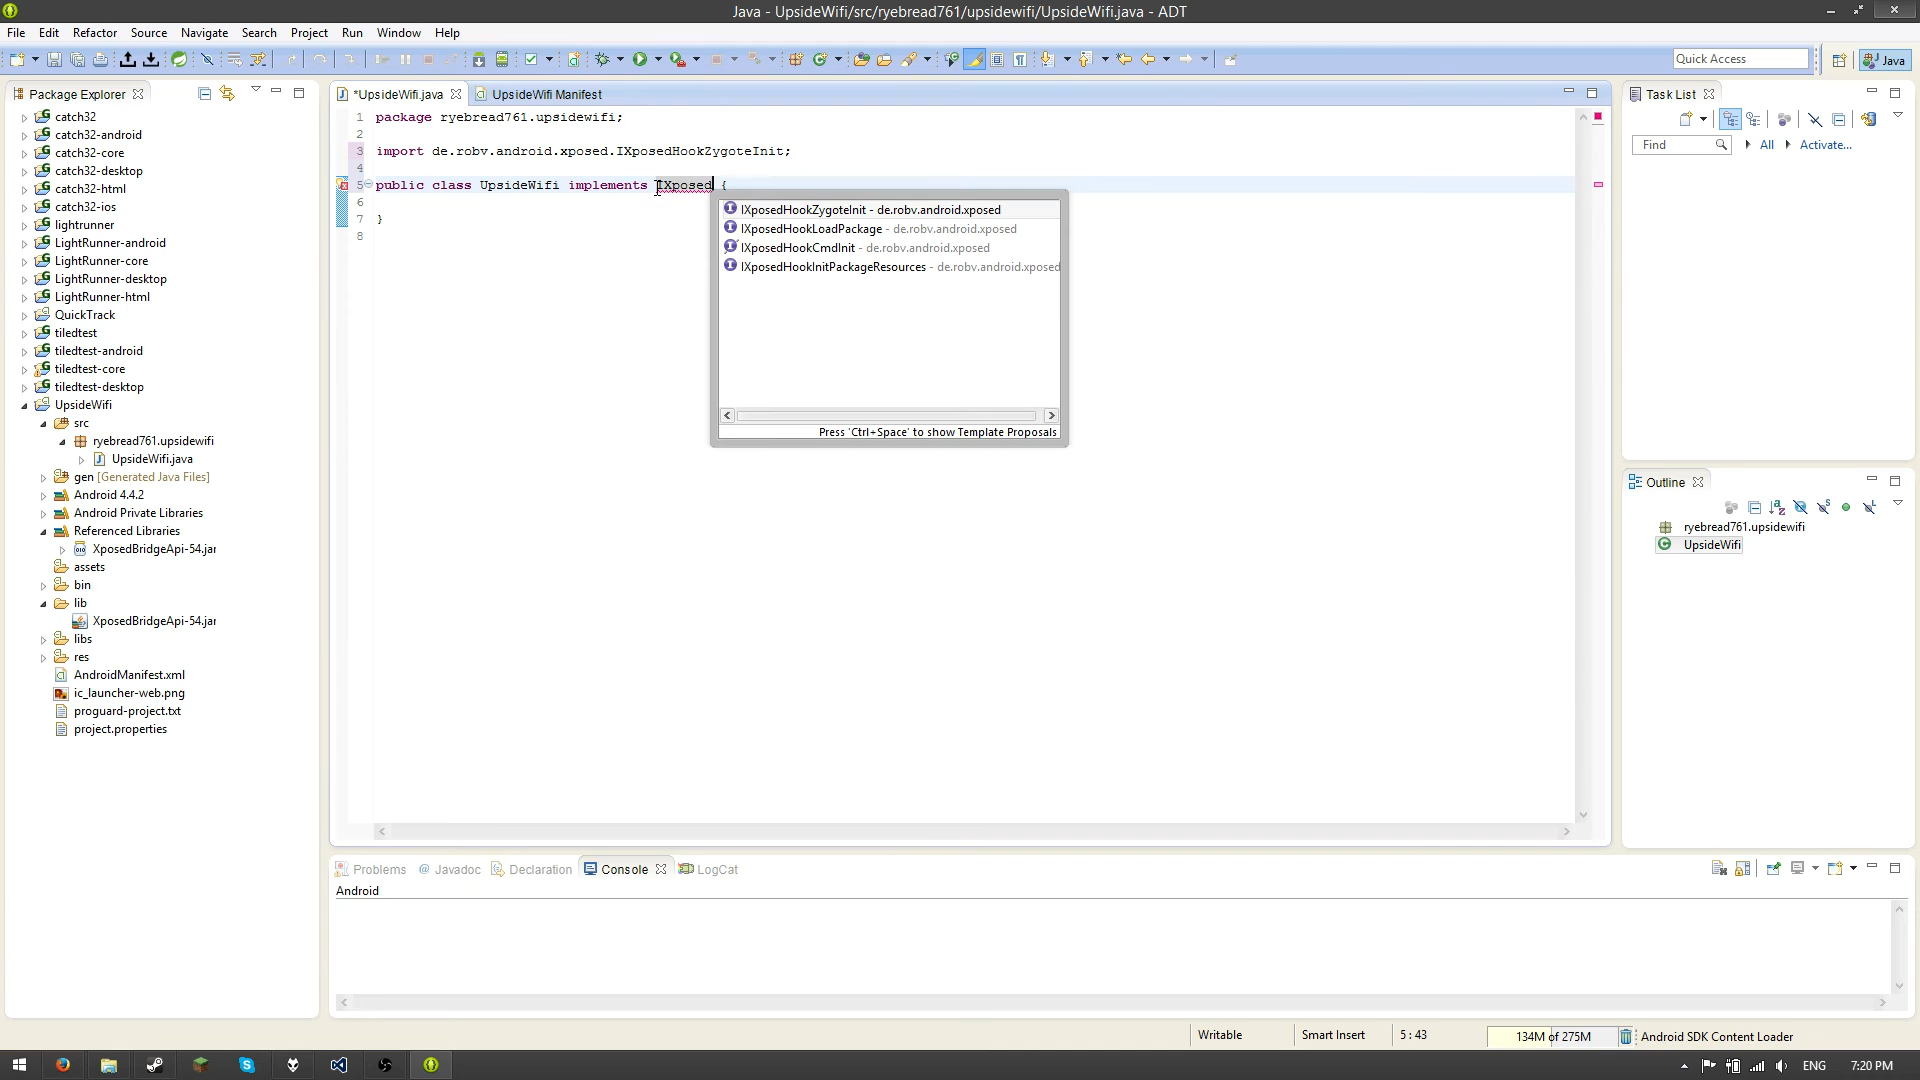 Java - UpsideWifi/src/ryebread761/upsidewifi/UpsideWifi.java - ADT
File Edit Refactor Source Navigate Search Project Run Window Help
Quick Access
Java
Package Explorer
catch32
catch32-android
catch32-core
catch32-desktop
catch32-html
catch32-ios
lightrunner
LightRunner-android
LightRunner-core
LightRunner-desktop
LightRunner-html
QuickTrack
tiledtest
tiledtest-android
tiledtest-core
tiledtest-desktop
UpsideWifi
src
ryebread761.upsidewifi
UpsideWifi.java
gen [Generated Java Files]
Android 4.4.2
Android Private Libraries
Referenced Libraries
XposedBridgeApi-54.jar
assets
bin
lib
XposedBridgeApi-54.jar
libs
res
AndroidManifest.xml
ic_launcher-web.png
proguard-project.txt
project.properties
*UpsideWifi.java UpsideWifi Manifest
1 package ryebread761.upsidewifi;
2
3 import de.robv.android.xposed.IXposedHookZygoteInit;
4
5 public class UpsideWifi implements IXposed {
6
7 }
8
IXposedHookZygoteInit - de.robv.android.xposed
IXposedHookLoadPackage - de.robv.android.xposed
IXposedHookCmdInit - de.robv.android.xposed
IXposedHookInitPackageResources - de.robv.android.xposed
Press 'Ctrl+Space' to show Template Proposals
Task List
Find All Activate...
Outline
ryebread761.upsidewifi
UpsideWifi
Problems @ Javadoc Declaration Console LogCat
Android
Writable Smart Insert 5 : 43 134M of 275M Android SDK Content Loader
ENG 7:20 PM